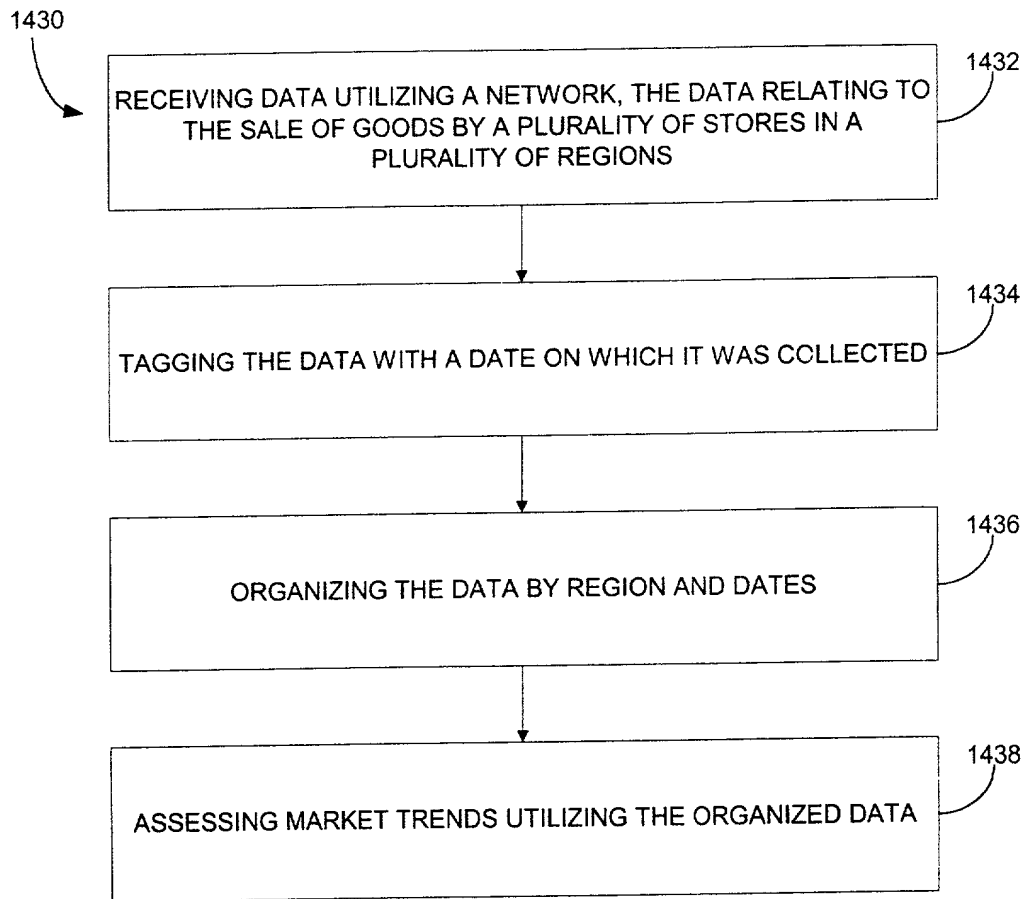 1430
1432
RECEIVING DATA UTILIZING A NETWORK, THE DATA RELATING TO
THE SALE OF GOODS BY A PLURALITY OF STORES IN A
PLURALITY OF REGIONS
1434
TAGGING THE DATA WITH A DATE ON WHICH IT WAS COLLECTED
1436
ORGANIZING THE DATA BY REGION AND DATES
1438
ASSESSING MARKET TRENDS UTILIZING THE ORGANIZED DATA